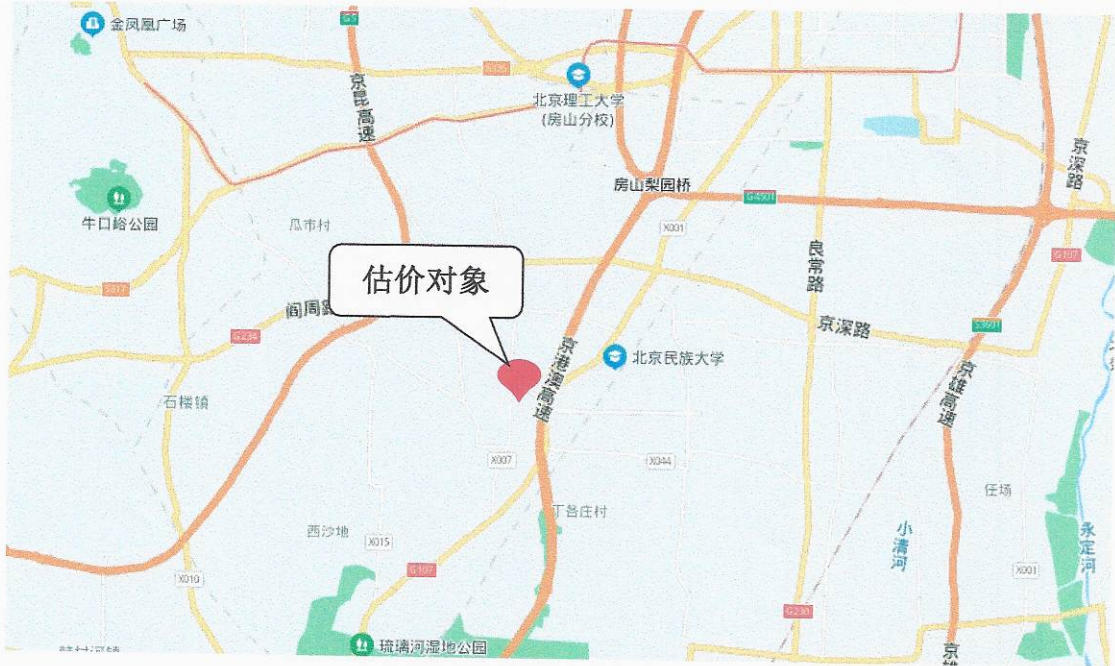 G5
金凤凰广场
S335
京昆高速
北京理工大学
(房山分校)
京深路
房山梨园桥
G4501
牛口峪公园
瓜市村
X001
良常路
G107
估价对象
S317
阎周路
G234
京深路
S3601
京港澳高速
北京民族大学
京雄高速
石楼镇
X007
X044
任场
丁各庄村
西沙地
X015
小清河
永定河
G107
X010
X001
G230
琉璃河湿地公园
京雄